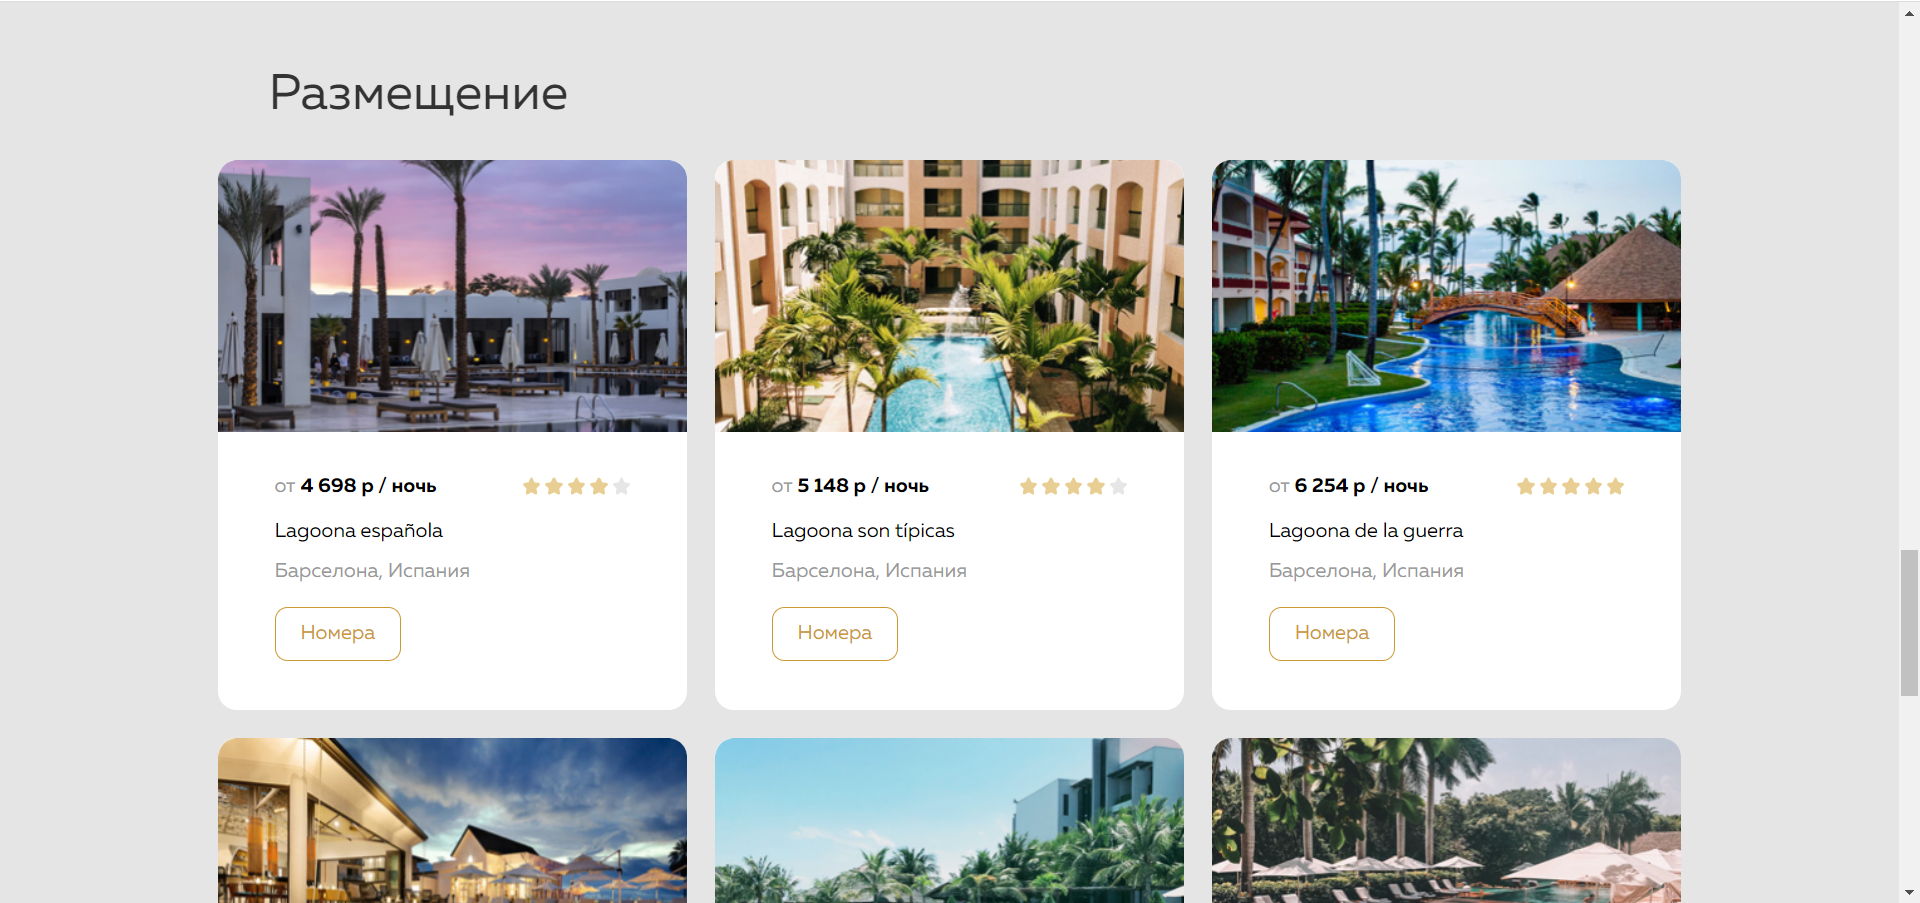 Размещение
от 4 698 р / ночь
Lagoona española
Барселона, Испания
Номера
от 5 148 р / ночь
Lagoona son típicas
Барселона, Испания
Номера
от 6 254 р / ночь
Lagoona de la guerra
Барселона, Испания
Номера